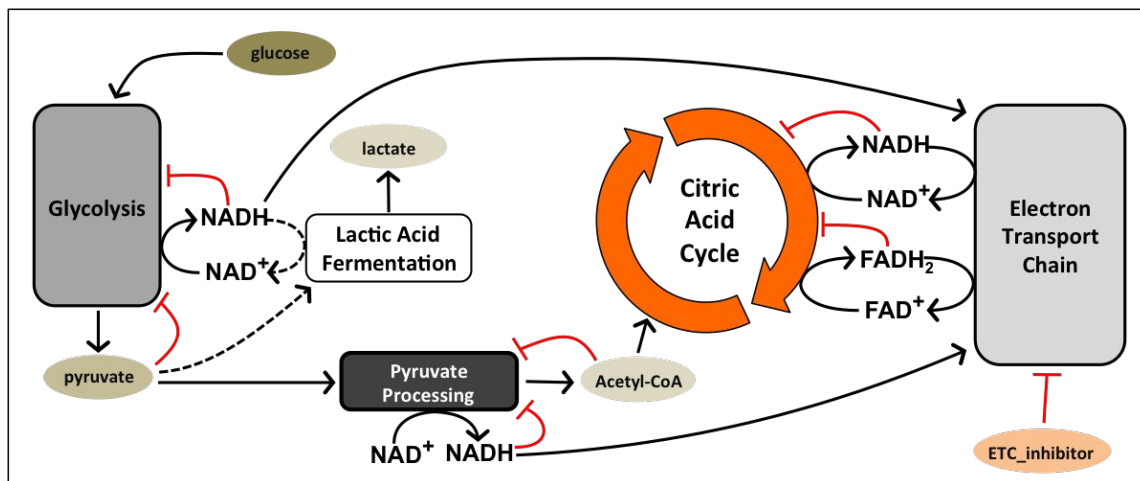 glucose
lactate
Glycolysis
NADH
NAD+
Lactic Acid
Fermentation
pyruvate
Pyruvate
Processing
NAD+ NADH
Acetyl-CoA
Citric
Acid
Cycle
NADH
NAD+
FADH2
FAD+
Electron
Transport
Chain
ETC_inhibitor